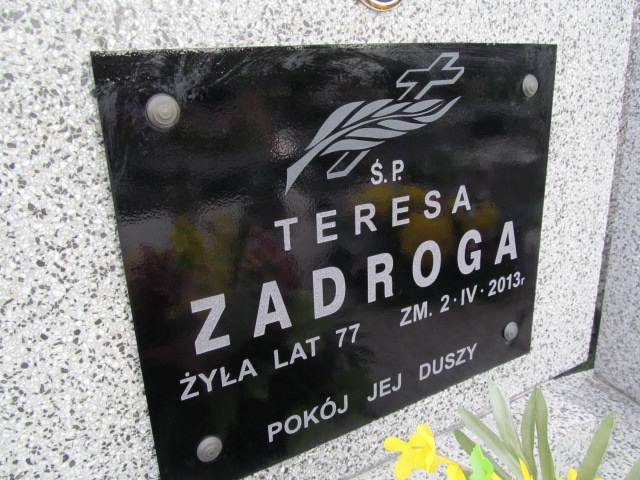 Ś.P.
TERESA
ZADROGA
ŻYŁA LAT 77 ZM. 2·IV·2013r
POKÓJ JEJ DUSZY